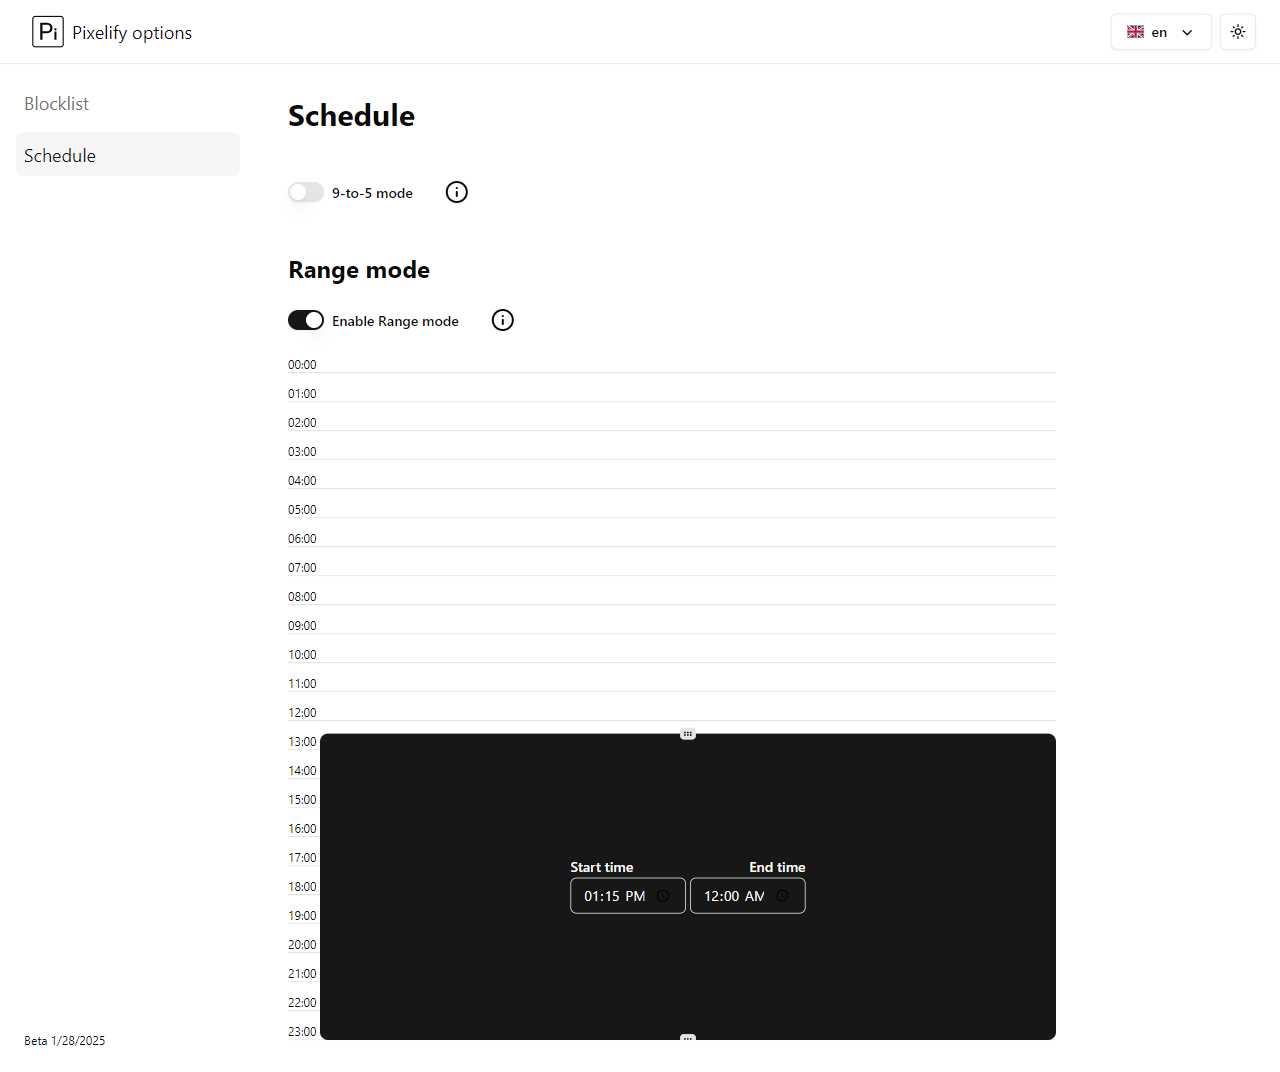 Pi Pixelify options
en
Blocklist
Schedule
Schedule
9-to-5 mode
Range mode
Enable Range mode
00:00
01:00
02:00
03:00
04:00
05:00
06:00
07:00
08:00
09:00
10:00
11:00
12:00
13:00
14:00
15:00
16:00
17:00
18:00
19:00
20:00
21:00
22:00
23:00
Start time End time
01:15 PM 12:00 AM
Beta 1/28/2025